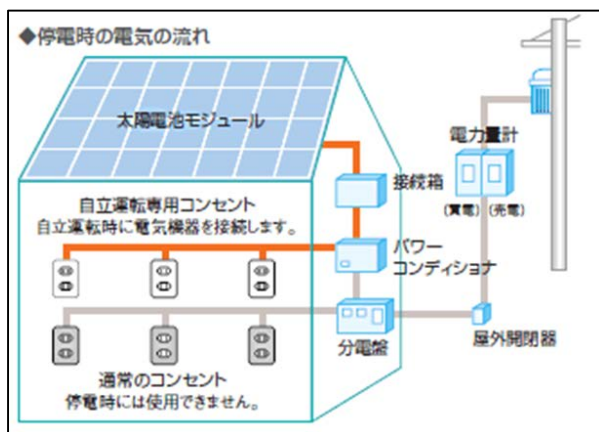 ◆停電時の電気の流れ
太陽電池モジュール
電力量計
(買電) (売電)
接続箱
自立運転専用コンセント
自立運転時に電気機器を接続します。
パワー
コンディショナ
分電盤
屋外開閉器
通常のコンセント
停電時には使用できません。